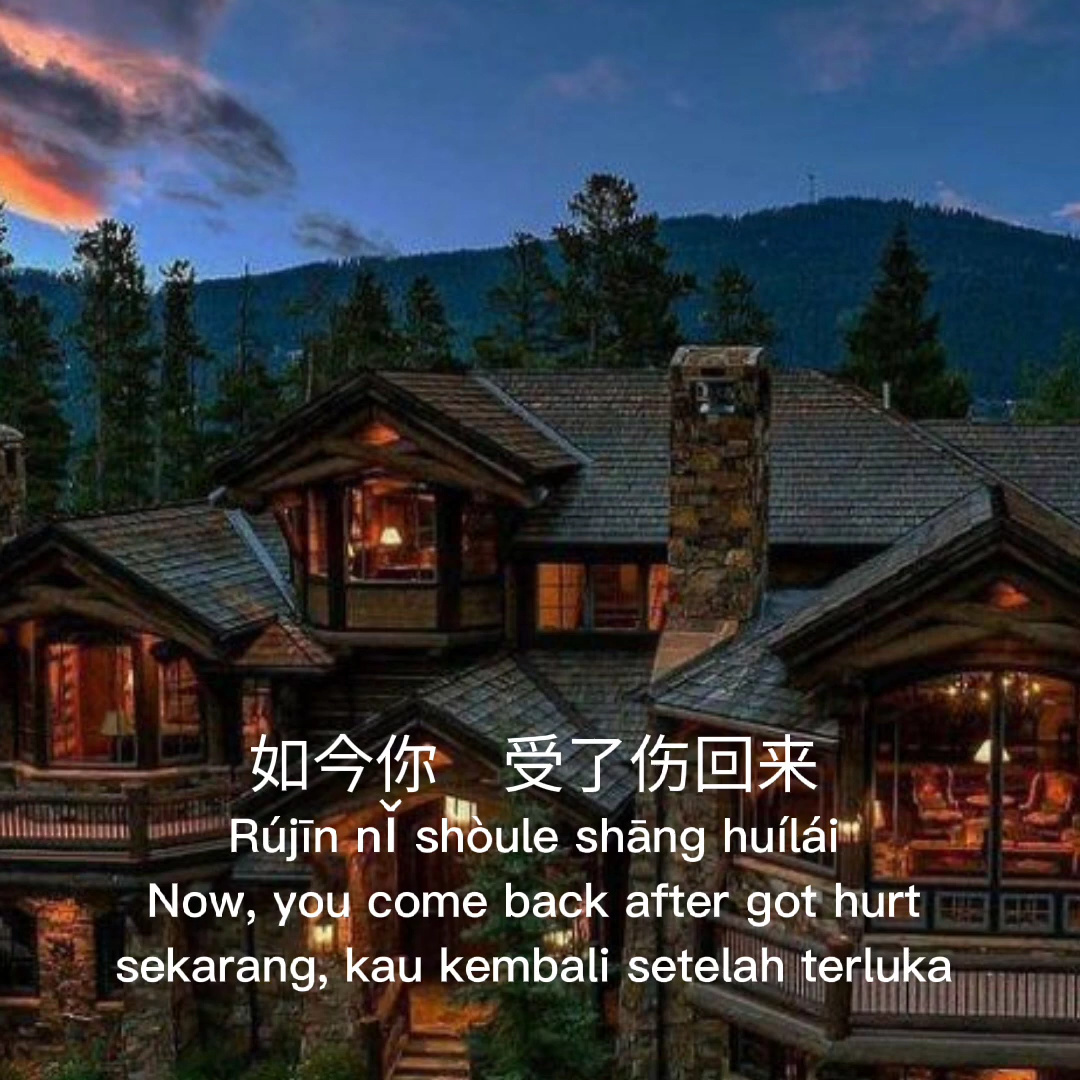 如今你 受了伤回来
Rújīn nǐ shòule shāng huílái
Now, you come back after got hurt
sekarang, kau kembali setelah terluka